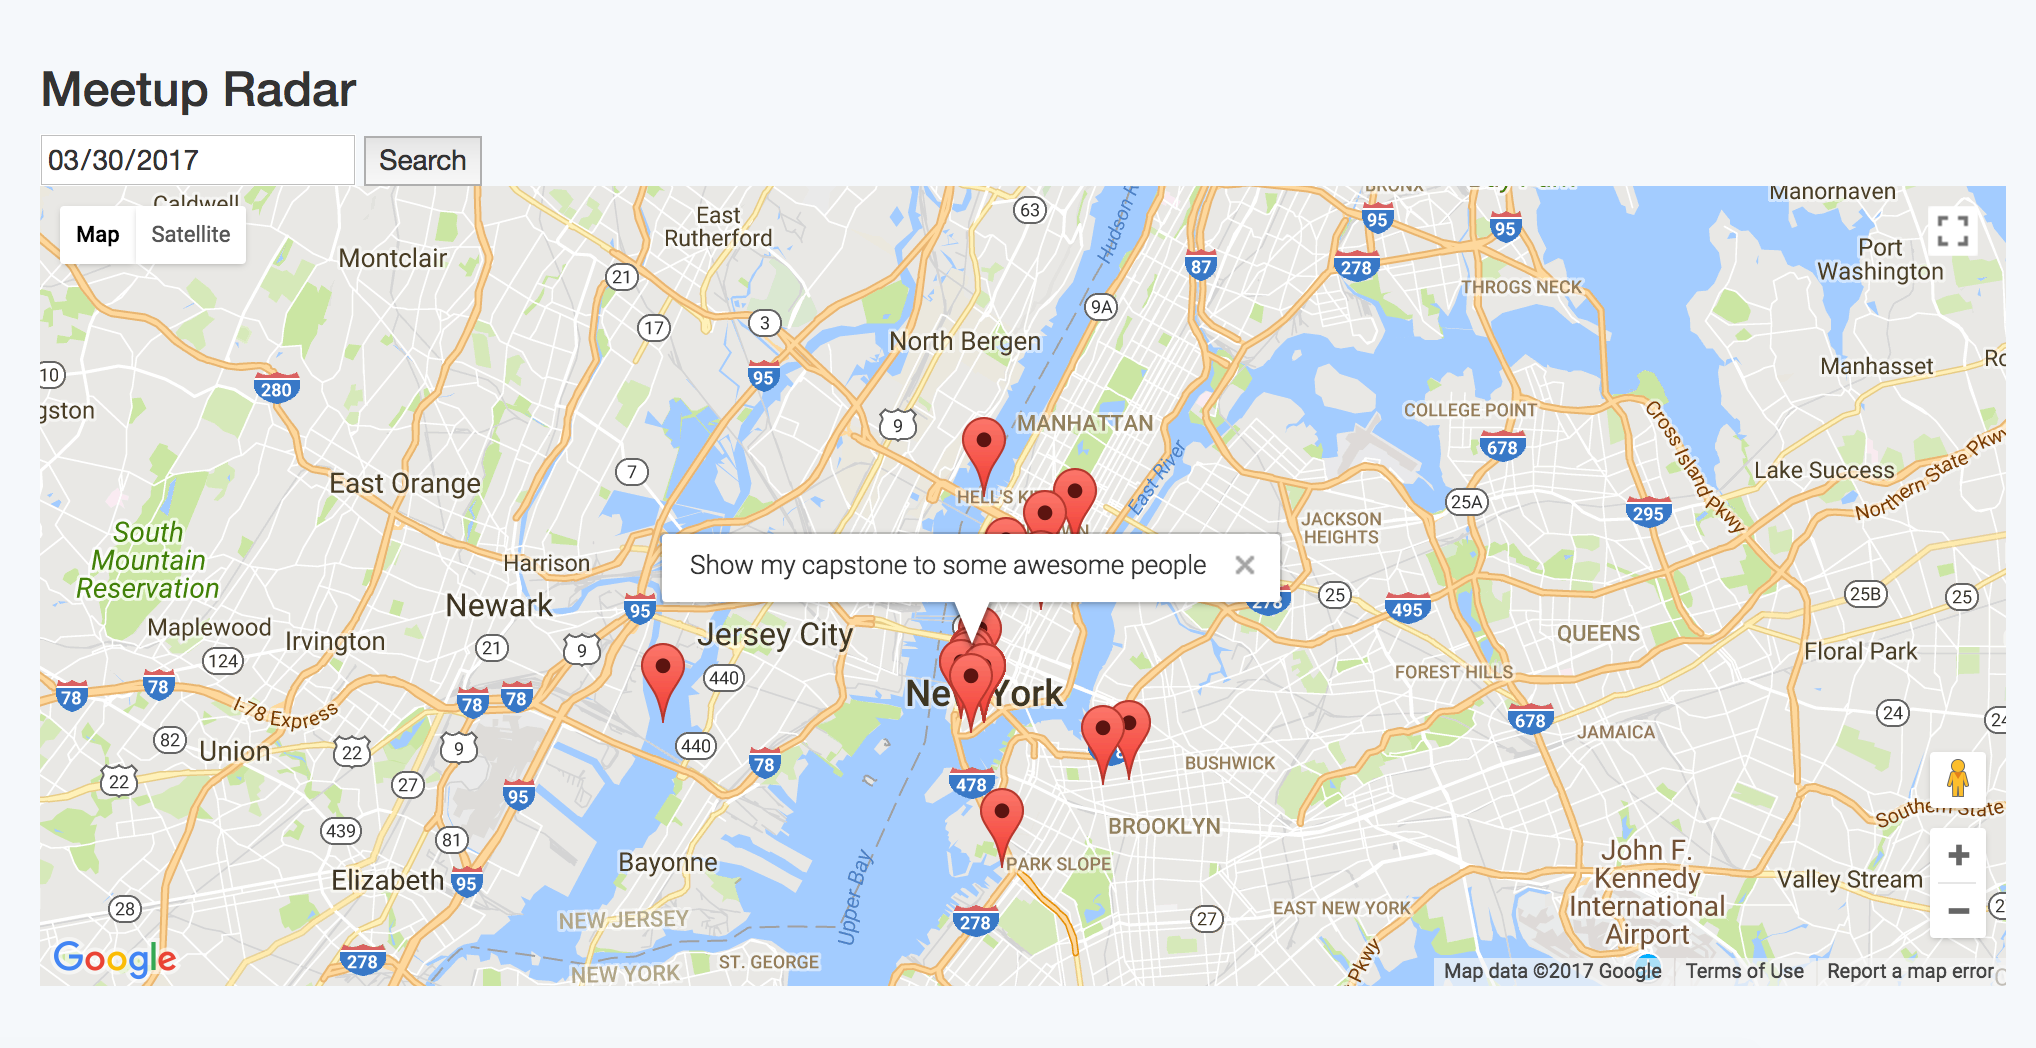 Meetup Radar
03/30/2017
Search
Caldwell
Map
Satellite
Montclair
East
Rutherford
63
Hudson R
BRONX
95
95
Manorhaven
Port
Washington
21
87
278
THROGS NECK
17
3
9A
North Bergen
10
280
95
Manhasset
gston
9
MANHATTAN
COLLEGE POINT
678
Cross Island Pkwy
7
East Orange
HELL'S K
East River
25A
Lake Success
Northern State Pkwy
295
JACKSON
HEIGHTS
South
Mountain
Reservation
Harrison
Show my capstone to some awesome people
Newark
95
278
25
495
25B
25
Maplewood
Irvington
21
9
Jersey City
QUEENS
Floral Park
124
78
78
78
78
440
FOREST HILLS
New York
I-78 Express
82
Union
22
9
440
78
678
JAMAICA
24
24
22
27
95
478
BUSHWICK
439
81
BROOKLYN
Southern State
Bayonne
PARK SLOPE
John F.
Kennedy
International
Airport
Elizabeth
95
Valley Stream
28
NEW JERSEY
Upper Bay
278
27
EAST NEW YORK
Google
278
NEW YORK
ST. GEORGE
Pkwy
Map data ©2017 Google
Terms of Use
Report a map error